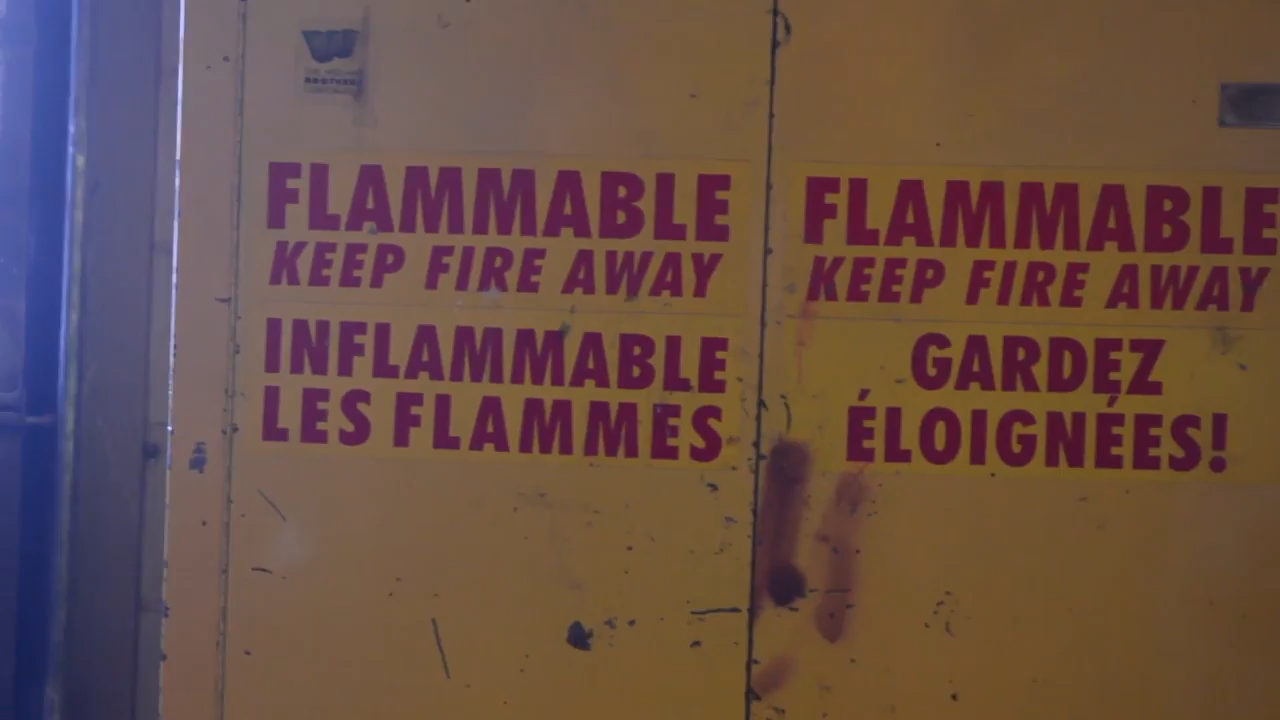 FLAMMABLE
KEEP FIRE AWAY
INFLAMMABLE
LES FLAMMES
FLAMMABLE
KEEP FIRE AWAY
GARDEZ
ÉLOIGNÉES!